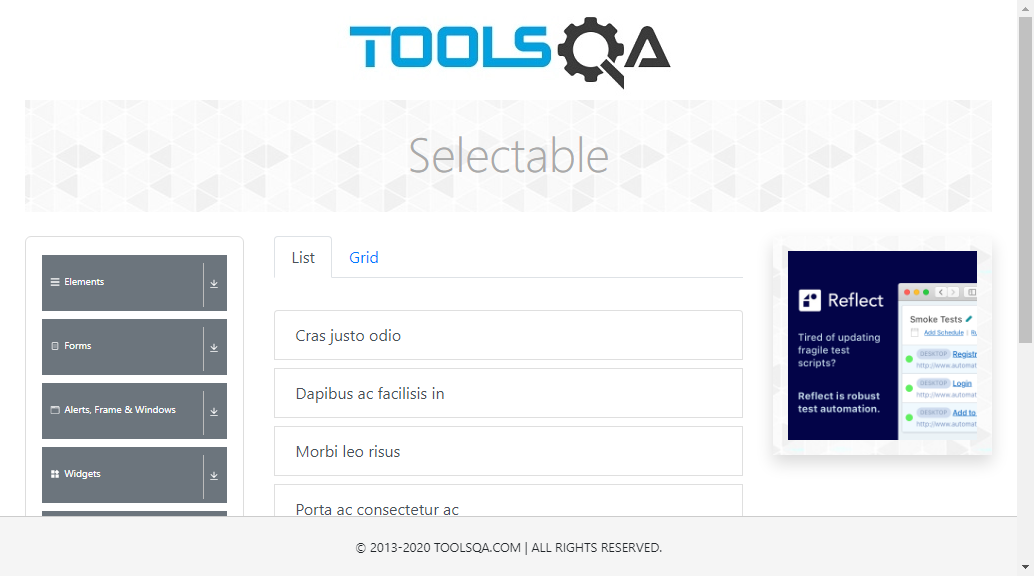 TOOLSQA
Selectable
Elements
Forms
Alerts, Frame & Windows
Widgets
List
Grid
Cras justo odio
Dapibus ac facilisis in
Morbi leo risus
Porta ac consectetur ac
Reflect
Tired of updating
fragile test
scripts?
Reflect is robust
test automation.
Smoke Tests
Add Schedule
DESKTOP Registr
http://www.automat
DESKTOP Login
http://www.automat
DESKTOP Add to
http://www.automat
© 2013-2020 TOOLSQA.COM | ALL RIGHTS RESERVED.